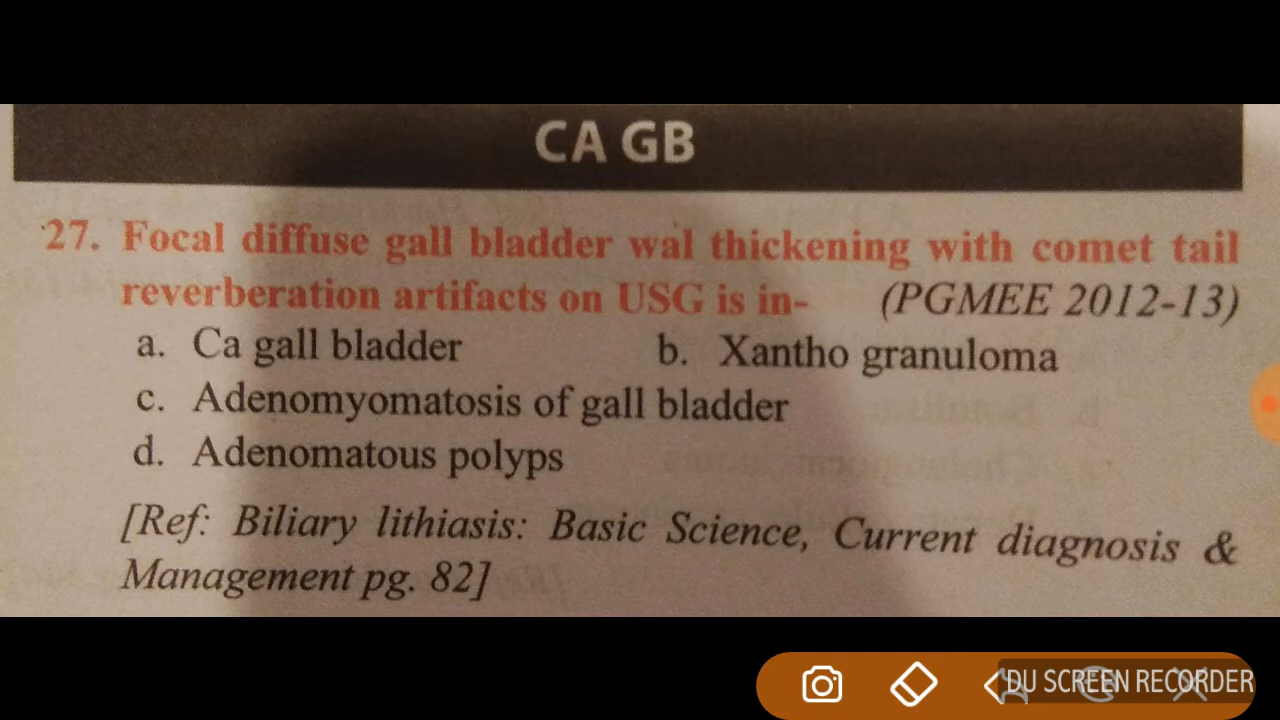 CA GB
27. Focal diffuse gall bladder wal thickening with comet tail
reverberation artifacts on USG is in- (PGMEE 2012-13)
a. Ca gall bladder b. Xantho granuloma
c. Adenomyomatosis of gall bladder
d. Adenomatous polyps
[Ref: Biliary lithiasis: Basic Science, Current diagnosis &
Management pg. 82]
DU SCREEN RECORDER